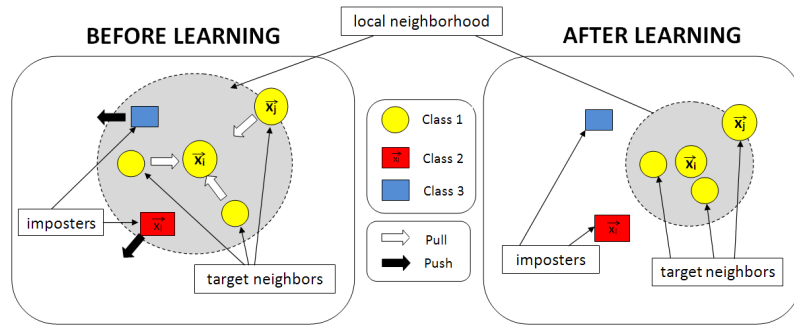 local neighborhood
BEFORE LEARNING
AFTER LEARNING
x⃗j
x⃗i
x⃗l
imposters
target neighbors
Class 1
x⃗l
Class 2
Class 3
Pull
Push
x⃗j
x⃗i
x⃗l
imposters
target neighbors